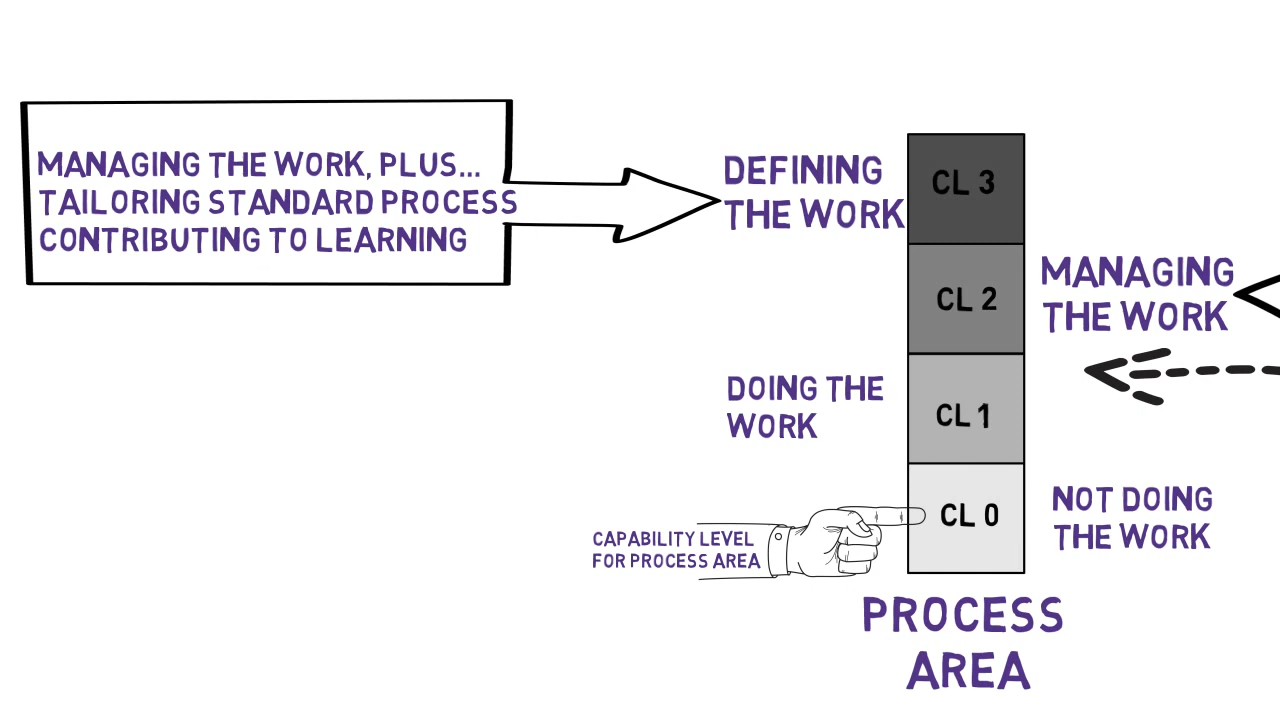 MANAGING THE WORK, PLUS...
TAILORING STANDARD PROCESS
CONTRIBUTING TO LEARNING
DEFINING
THE WORK
CL 3
CL 2
MANAGING
THE WORK
DOING THE
WORK
CL 1
CAPABILITY LEVEL
FOR PROCESS AREA
CL 0
NOT DOING
THE WORK
PROCESS
AREA